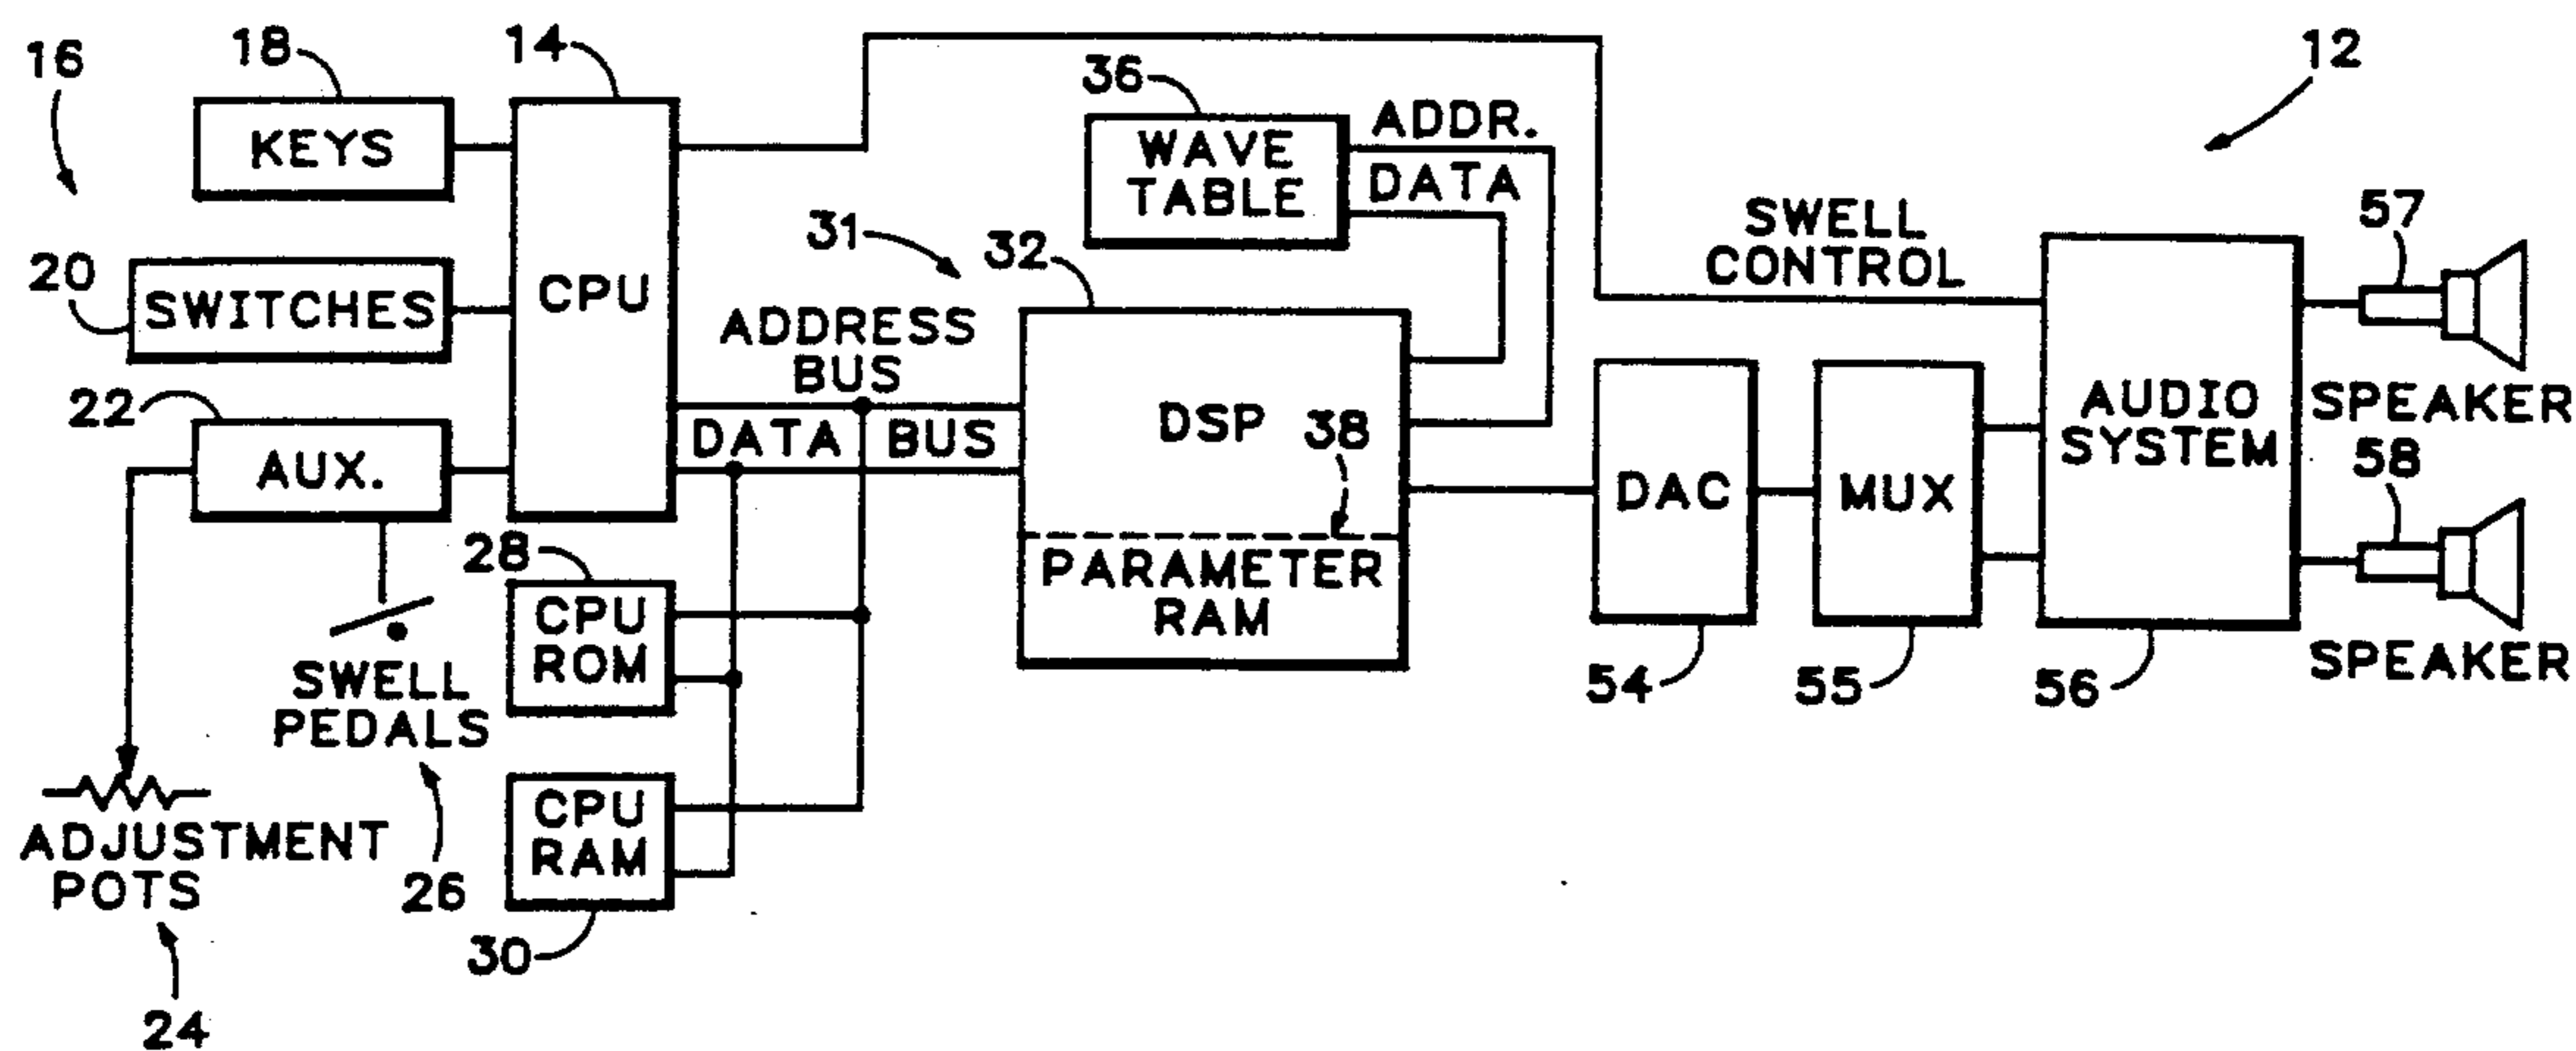 16
18
14
36
12
KEYS
WAVE
TABLE
ADDR.
DATA
31
32
20
SWITCHES
CPU
SWELL
CONTROL
57
ADDRESS
BUS
22
AUX.
DATA BUS
DSP
38
DAC
MUX
AUDIO
SYSTEM
SPEAKER
58
28
CPU
ROM
PARAMETER
RAM
SWELL
PEDALS
54
55
56
SPEAKER
ADJUSTMENT
POTS
26
CPU
RAM
30
24